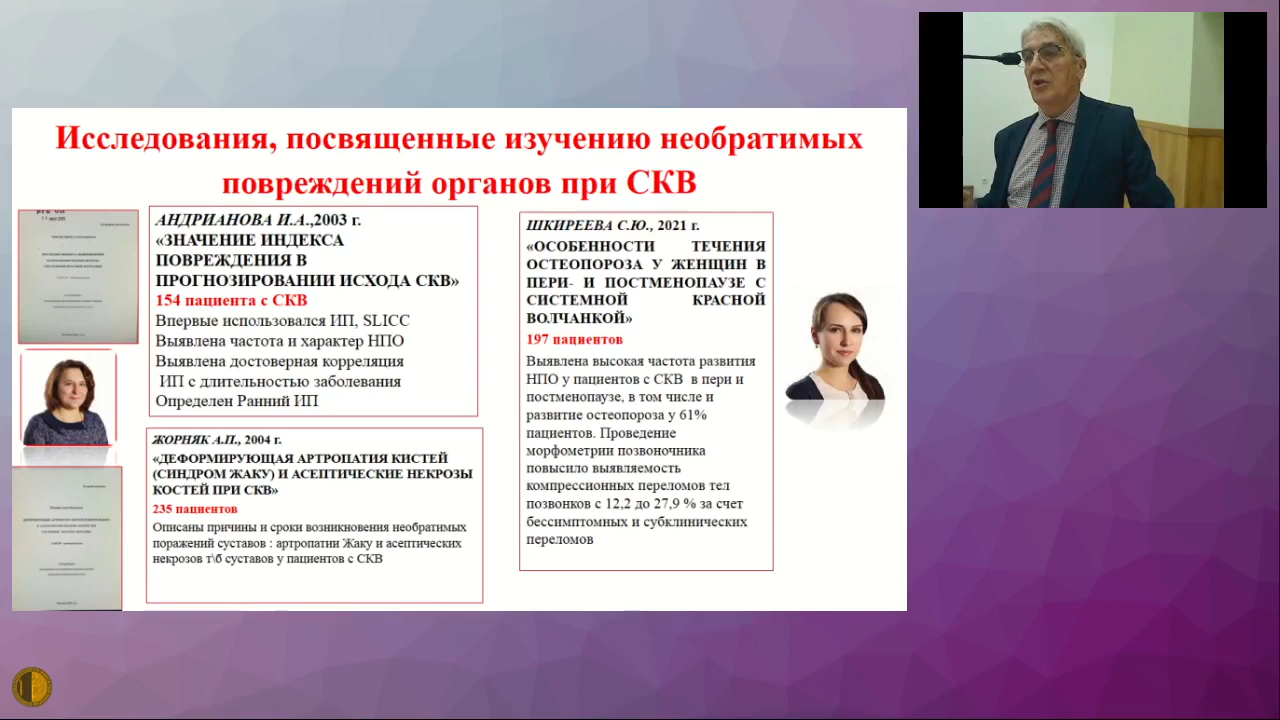 Исследования, посвященные изучению необратимых
повреждений органов при СКВ
АНДРИАНОВА И.А.,2003 г.
«ЗНАЧЕНИЕ ИНДЕКСА
ПОВРЕЖДЕНИЯ В
ПРОГНОЗИРОВАНИИ ИСХОДА СКВ»
154 пациента с СКВ
Впервые использовался ИП, SLICC
Выявлена частота и характер НПО
Выявлена достоверная корреляция
ИП с длительностью заболевания
Определен Ранний ИП
ЖОРНЯК А.П., 2004 г.
«ДЕФОРМИРУЮЩАЯ АРТРОПАТИЯ КИСТЕЙ
(СИНДРОМ ЖАКУ) И АСЕПТИЧЕСКИЕ НЕКРОЗЫ
КОСТЕЙ ПРИ СКВ»
235 пациентов
Описаны причины и сроки возникновения необратимых
поражений суставов : артропатии Жаку и асептических
некрозов т\б суставов у пациентов с СКВ
ШКИРЕЕВА С.Ю., 2021 г.
«ОСОБЕННОСТИ ТЕЧЕНИЯ
ОСТЕОПОРОЗА У ЖЕНЩИН В
ПЕРИ- И ПОСТМЕНОПАУЗЕ С
СИСТЕМНОЙ КРАСНОЙ
ВОЛЧАНКОЙ»
197 пациентов
Выявлена высокая частота развития
НПО у пациентов с СКВ в пери и
постменопаузе, в том числе и
развитие остеопороза у 61%
пациентов. Проведение
морфометрии позвоночника
повысило выявляемость
компрессионных переломов тел
позвонков с 12,2 до 27,9 % за счет
бессимптомных и субклинических
переломов